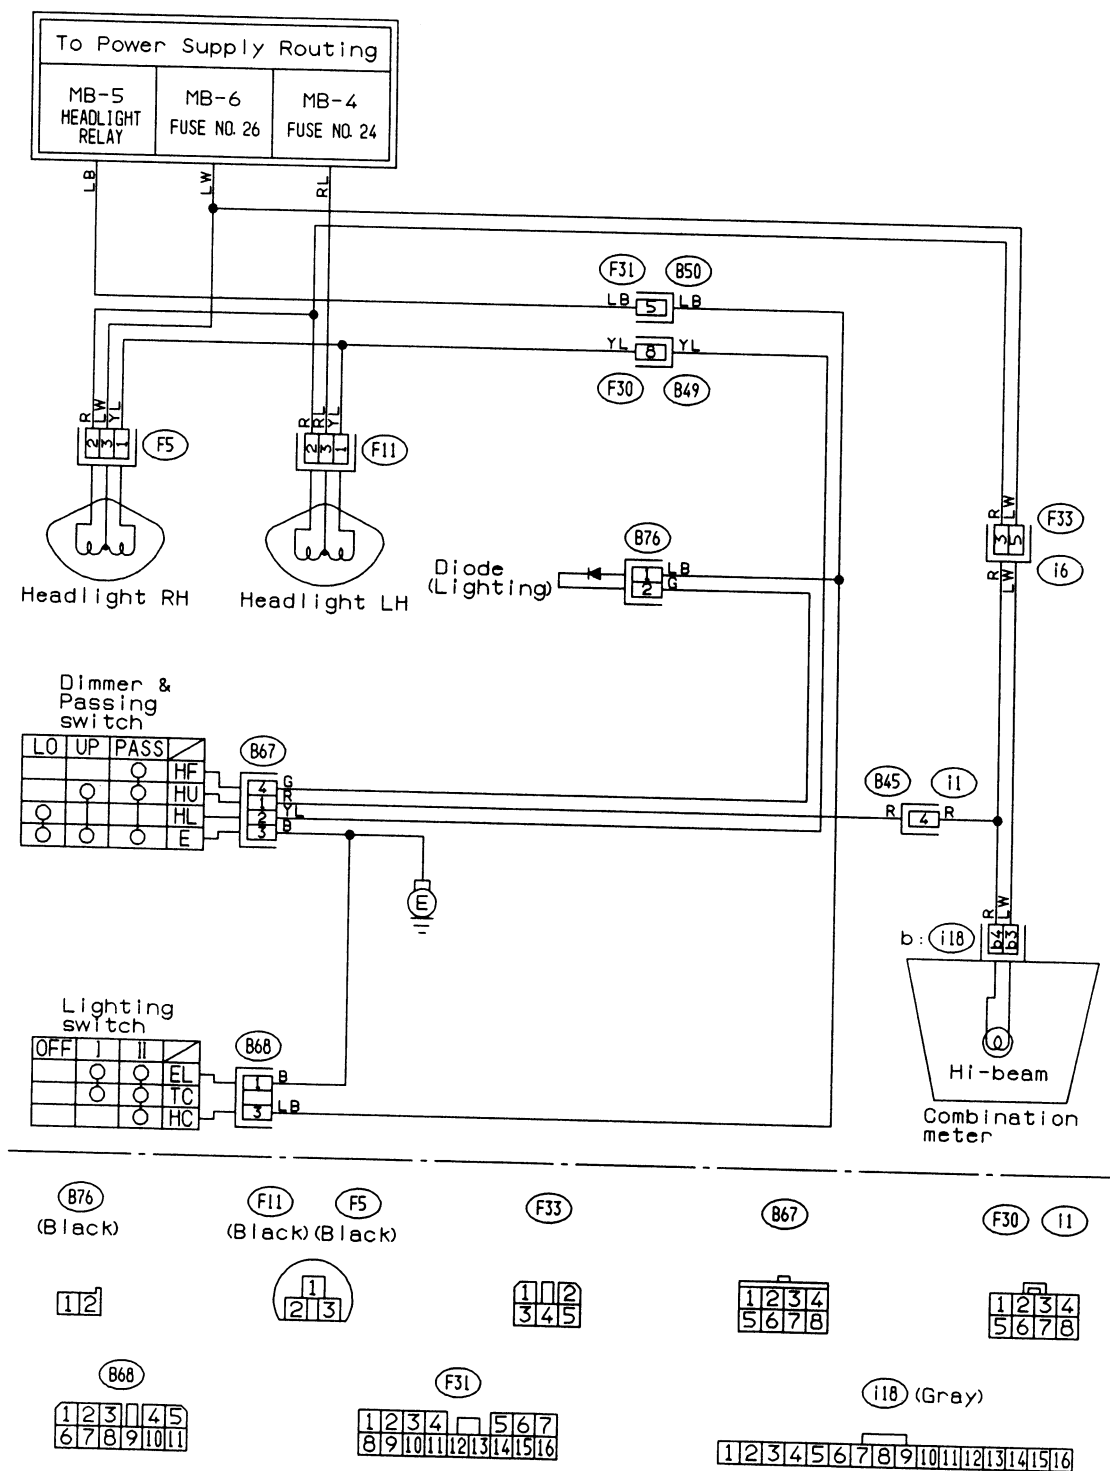 To Power Supply Routing
MB-5 MB-6 MB-4
HEADLIGHT RELAY FUSE NO. 26 FUSE NO. 24
LB LW RL
F31 B50
LB 5 LB
YL 8 YL
F30 B49
R LW YL
2 3 1 F5
R RL YL
2 3 1 F11
Headlight RH
Headlight LH
R LW
3 5 F33
R LW i6
B76
Diode (Lighting)
1 LB
2 G
Dimmer &
Passing
switch
LO UP PASS
HF
HU
HL
E
B67
4 G
1 R
2 YL
3 B
E
B45 i1
R 4 R
R LW
b: i18 b4 b3
Hi-beam
Combination
meter
Lighting
switch
OFF I II
EL
TC
HC
B68
1 B
3 LB
B76
(Black)
1 2
F11 F5
(Black) (Black)
1
2 3
F33
1 2
3 4 5
B67
1 2 3 4
5 6 7 8
F30 i1
1 2 3 4
5 6 7 8
B68
1 2 3 4 5
6 7 8 9 10 11
F31
1 2 3 4 5 6 7
8 9 10 11 12 13 14 15 16
i18 (Gray)
1 2 3 4 5 6 7 8 9 10 11 12 13 14 15 16